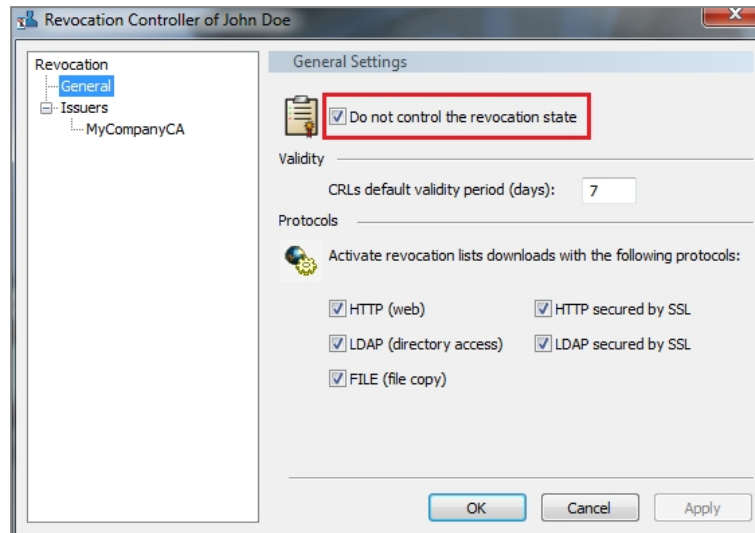 Revocation Controller of John Doe
Revocation
General
Issuers
MyCompanyCA
General Settings
Do not control the revocation state
Validity
CRLs default validity period (days): 7
Protocols
Activate revocation lists downloads with the following protocols:
HTTP (web) HTTP secured by SSL
LDAP (directory access) LDAP secured by SSL
FILE (file copy)
OK Cancel Apply